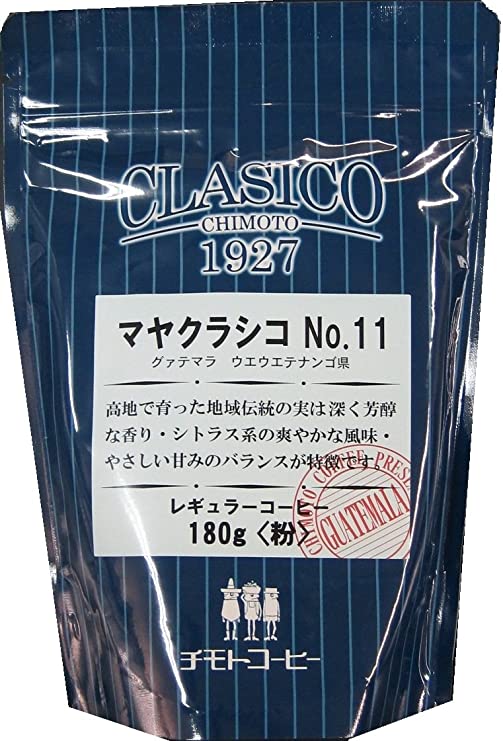 CLASICO
CHIMOTO
1927
マヤクラシコ No.11
グァテマラ　ウエウエテナンゴ県
高地で育った地域伝統の実は深く芳醇
な香り・シトラス系の爽やかな風味・
やさしい甘みのバランスが特徴です。
レギュラーコーヒー
180g〈粉〉
CHIMOTO COFFEE PRES
GUATEMALA
チモトコーヒー